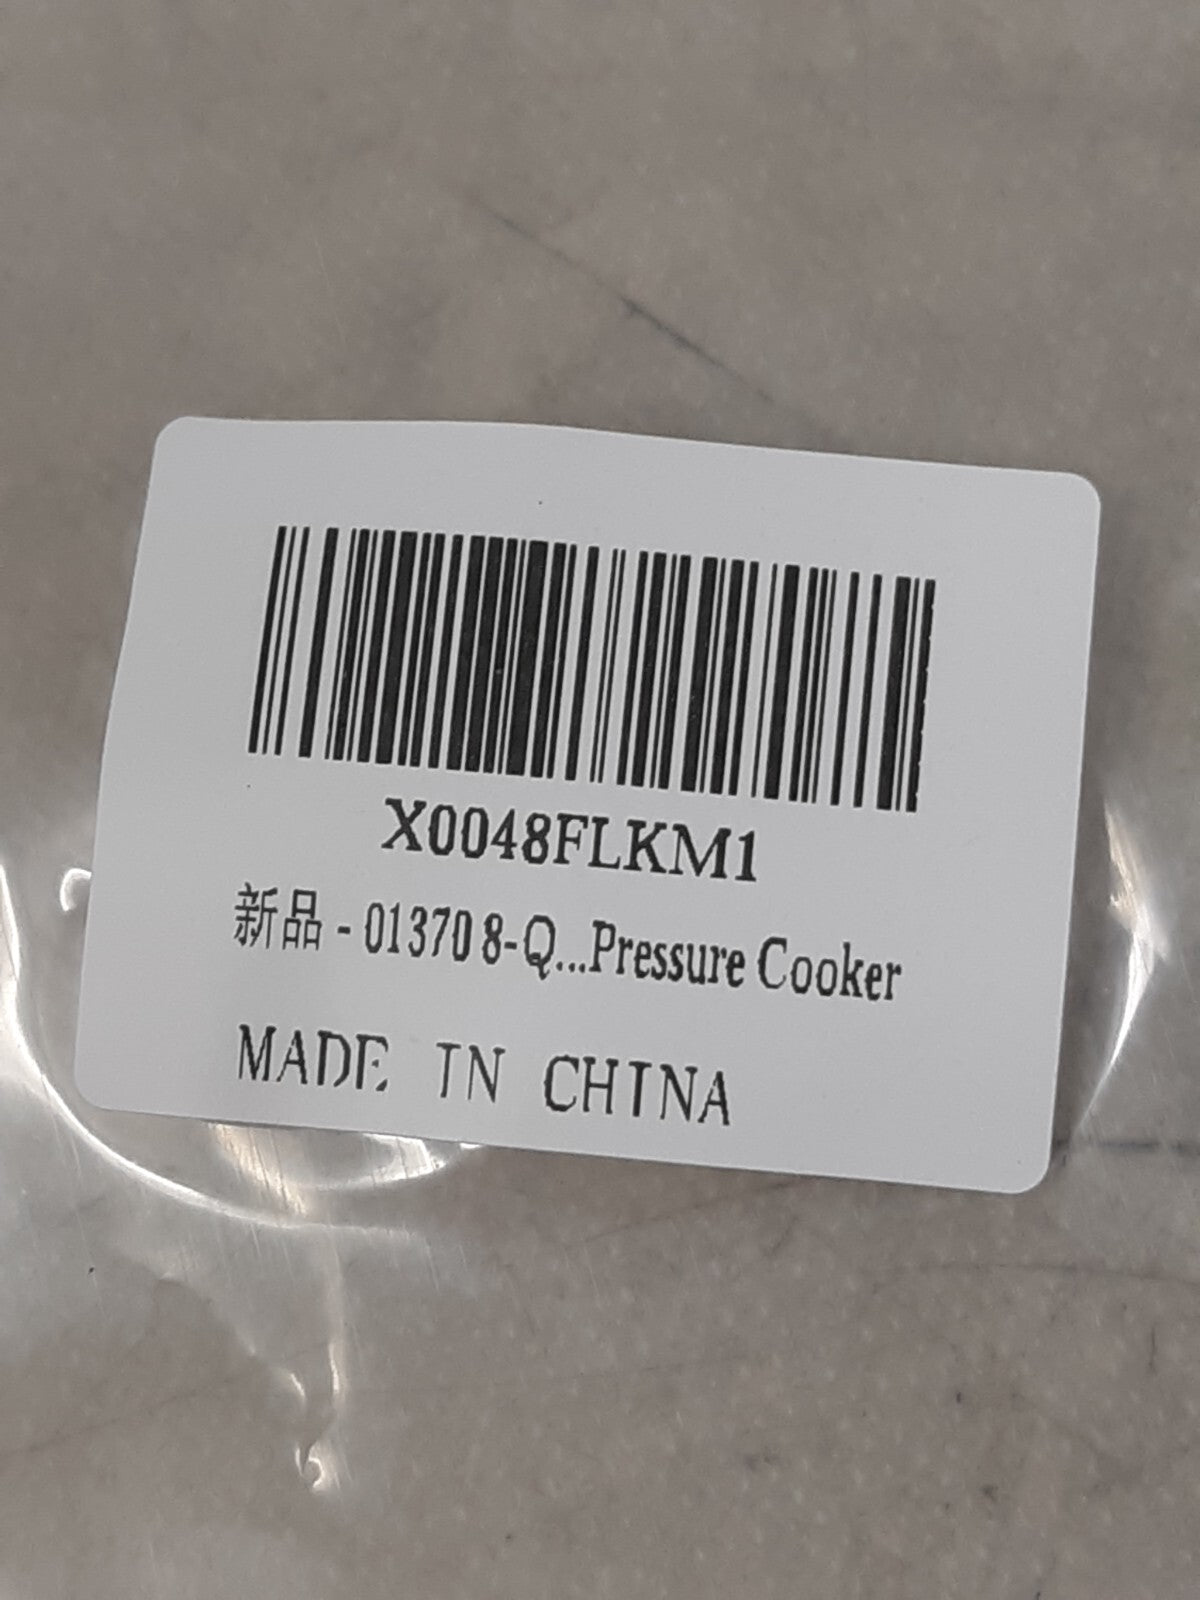 X0048FLKM1
新品 - 01370 8-Q...Pressure Cooker
MADE IN CHINA